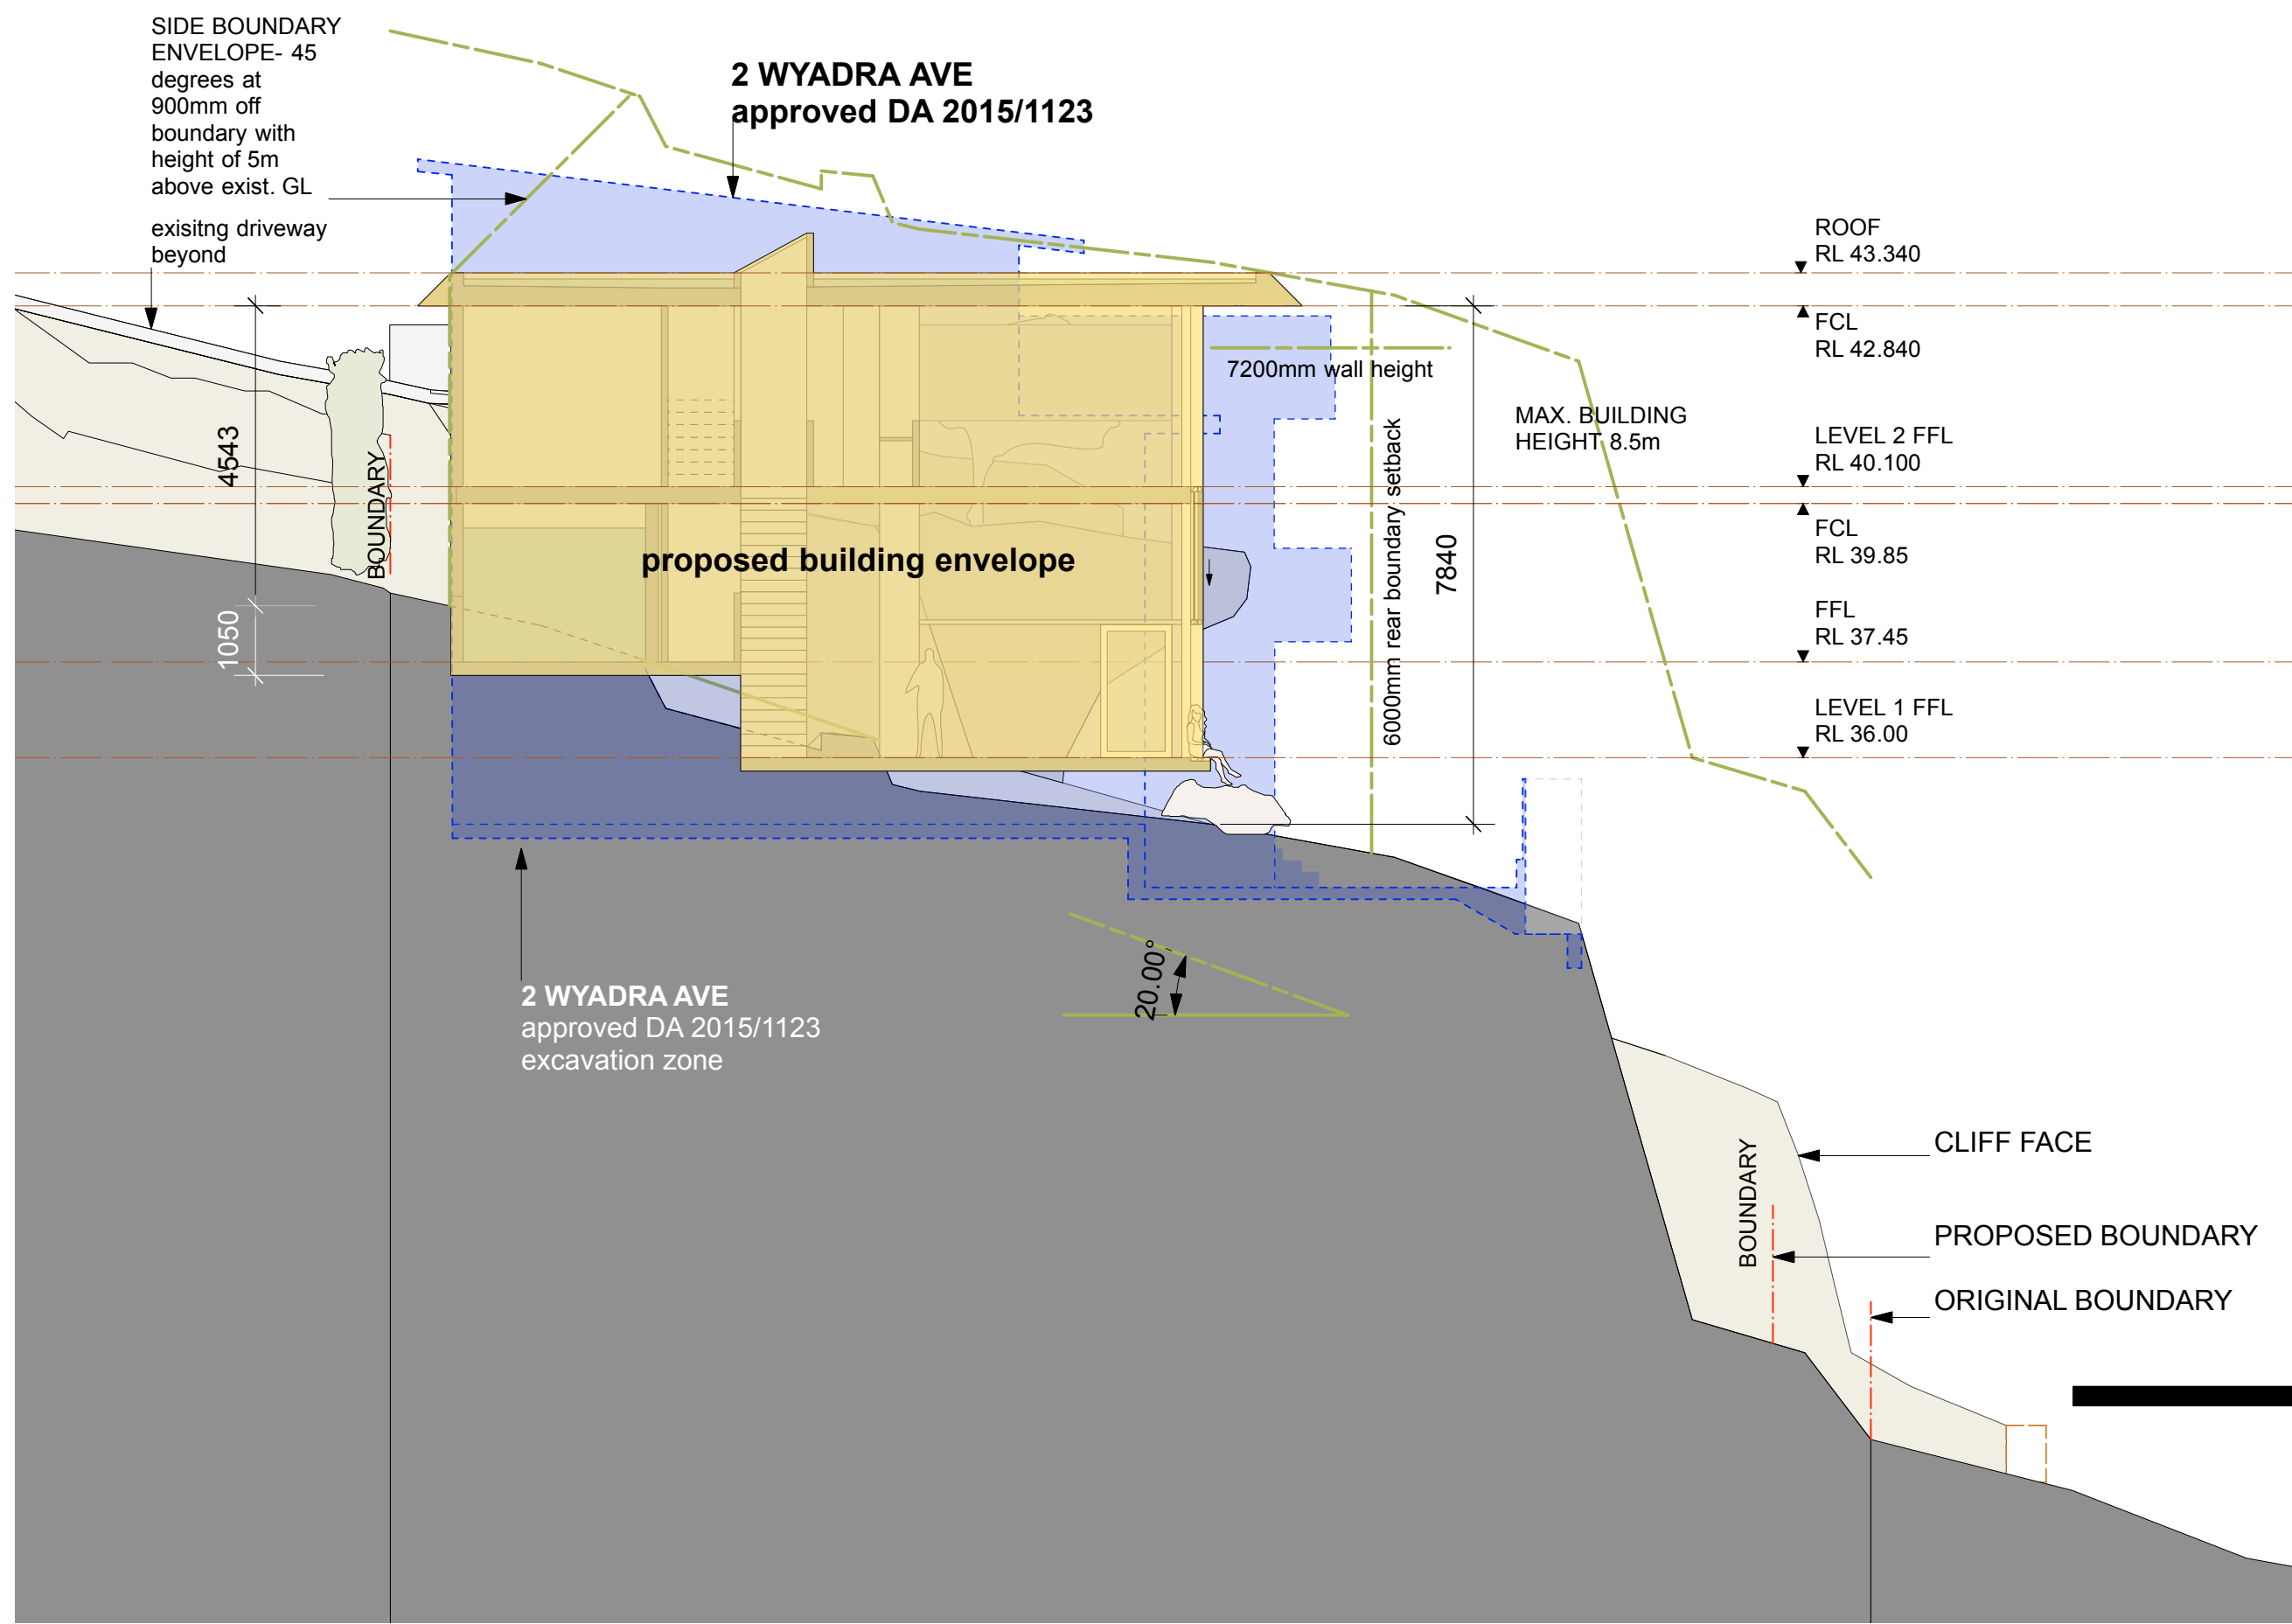 SIDE BOUNDARY
ENVELOPE- 45
degrees at
900mm off
boundary with
height of 5m
above exist. GL
exisitng driveway
beyond
2 WYADRA AVE
approved DA 2015/1123
ROOF
RL 43.340
FCL
RL 42.840
7200mm wall height
MAX. BUILDING
HEIGHT 8.5m
LEVEL 2 FFL
RL 40.100
FCL
RL 39.85
FFL
RL 37.45
LEVEL 1 FFL
RL 36.00
4543
1050
BOUNDARY
proposed building envelope
6000mm rear boundary setback
7840
20.00°
2 WYADRA AVE
approved DA 2015/1123
excavation zone
BOUNDARY
CLIFF FACE
PROPOSED BOUNDARY
ORIGINAL BOUNDARY